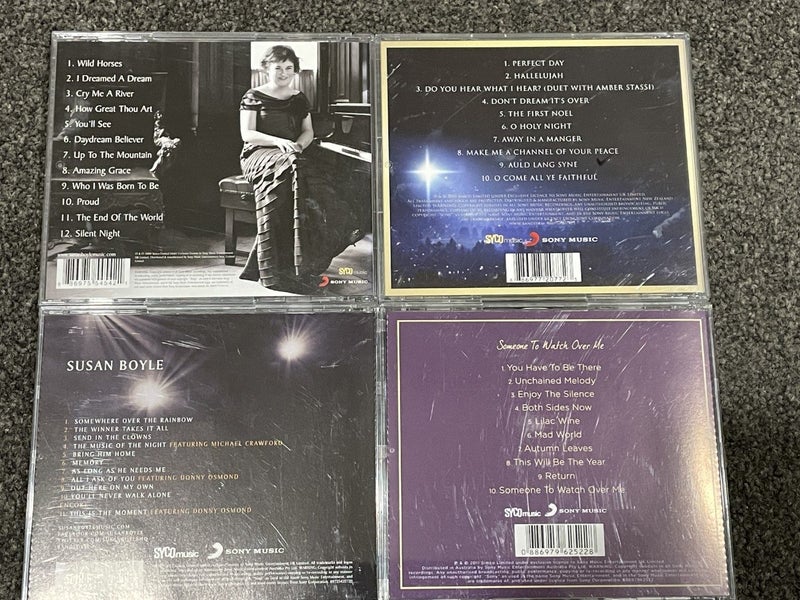 1. Wild Horses
2. I Dreamed A Dream
3. Cry Me A River
4. How Great Thou Art
5. You'll See
6. Daydream Believer
7. Up To The Mountain
8. Amazing Grace
9. Who I Was Born To Be
10. Proud
11. The End Of The World
12. Silent Night
www.susanboylemusic.com
SYCOmusic
SONY MUSIC
1. PERFECT DAY
2. HALLELUJAH
3. DO YOU HEAR WHAT I HEAR? (DUET WITH AMBER STASSI)
4. DON'T DREAM IT'S OVER
5. THE FIRST NOEL
6. O HOLY NIGHT
7. AWAY IN A MANGER
8. MAKE ME A CHANNEL OF YOUR PEACE
9. AULD LANG SYNE
10. O COME ALL YE FAITHFUL
SYCOmusic SONY MUSIC
SUSAN BOYLE
1. SOMEWHERE OVER THE RAINBOW
2. THE WINNER TAKES IT ALL
3. SEND IN THE CLOWNS
4. THE MUSIC OF THE NIGHT FEATURING MICHAEL CRAWFORD
5. BRING HIM HOME
6. MEMORY
7. AS LONG AS HE NEEDS ME
8. ALL I ASK OF YOU FEATURING DONNY OSMOND
9. OUT HERE ON MY OWN
10. YOU'LL NEVER WALK ALONE
ENCORE
11. THIS IS THE MOMENT FEATURING DONNY OSMOND
SUSANBOYLEMUSIC.COM
SYCOmusic SONY MUSIC
Someone To Watch Over Me
1. You Have To Be There
2. Unchained Melody
3. Enjoy The Silence
4. Both Sides Now
5. Lilac Wine
6. Mad World
7. Autumn Leaves
8. This Will Be The Year
9. Return
10. Someone To Watch Over Me
SYCOmusic SONY MUSIC
0 886979 625228